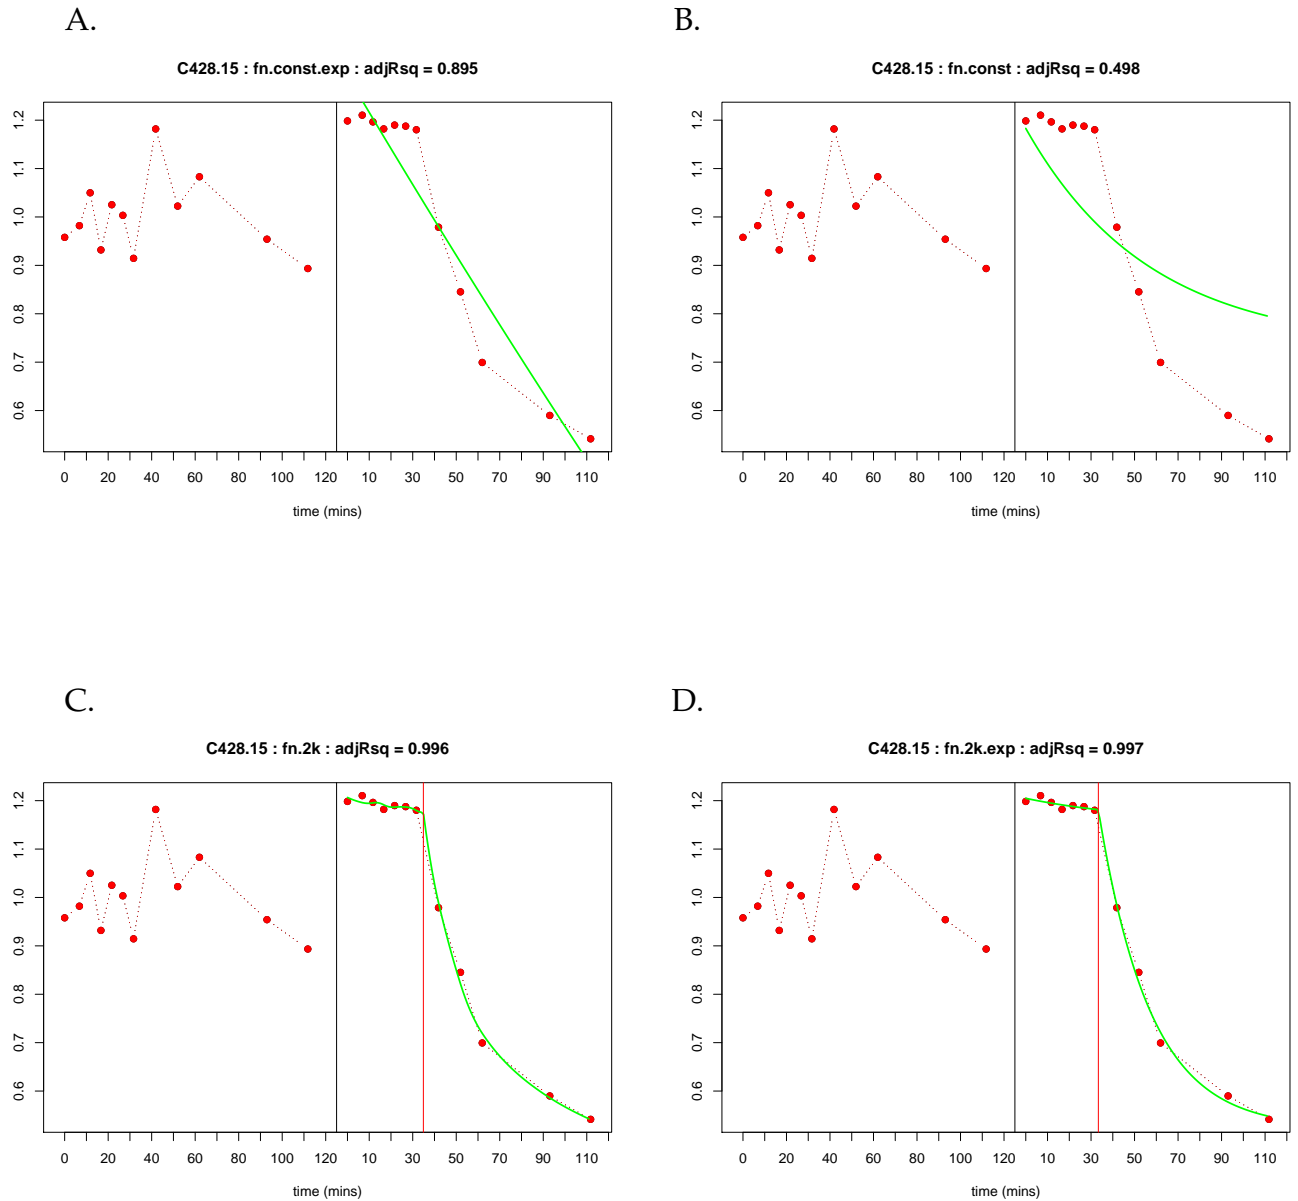 A.
B.
C428.15 : fn.const.exp : adjRsq = 0.895
C428.15 : fn.const : adjRsq = 0.498
1.2
1.1
1.0
0.9
0.8
0.7
0.6
0 20 40 60 80 100 120 10 30 50 70 90 110
time (mins)
1.2
1.1
1.0
0.9
0.8
0.7
0.6
0 20 40 60 80 100 120 10 30 50 70 90 110
time (mins)
C.
D.
C428.15 : fn.2k : adjRsq = 0.996
C428.15 : fn.2k.exp : adjRsq = 0.997
1.2
1.1
1.0
0.9
0.8
0.7
0.6
0 20 40 60 80 100 120 10 30 50 70 90 110
time (mins)
1.2
1.1
1.0
0.9
0.8
0.7
0.6
0 20 40 60 80 100 120 10 30 50 70 90 110
time (mins)